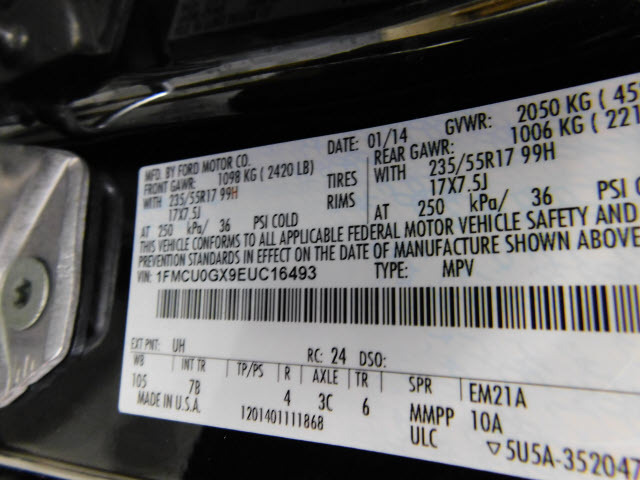 MFD. BY FORD MOTOR CO. DATE: 01/14 GVWR: 2050 KG (
FRONT GAWR: 1098 KG (2420 LB) REAR GAWR: 1006 KG (
WITH 235/55R17 99H TIRES WITH 235/55R17 99H
17X7.5J RIMS 17X7.5J
AT 250 kPa/ 36 PSI COLD AT 250 kPa/ 36 PSI
THIS VEHICLE CONFORMS TO ALL APPLICABLE FEDERAL MOTOR VEHICLE SAFETY AND
PREVENTION STANDARDS IN EFFECT ON THE DATE OF MANUFACTURE SHOWN ABOVE
VIN: 1FMCU0GX9EUC16493 TYPE: MPV
EXT PNT: UH RC: 24 DSO:
WB INT TR TP/PS R AXLE TR SPR EM21A
105 7B 4 3C 6 MMPP 10A
MADE IN U.S.A. 1201401111868 ULC ▽5U5A-352047